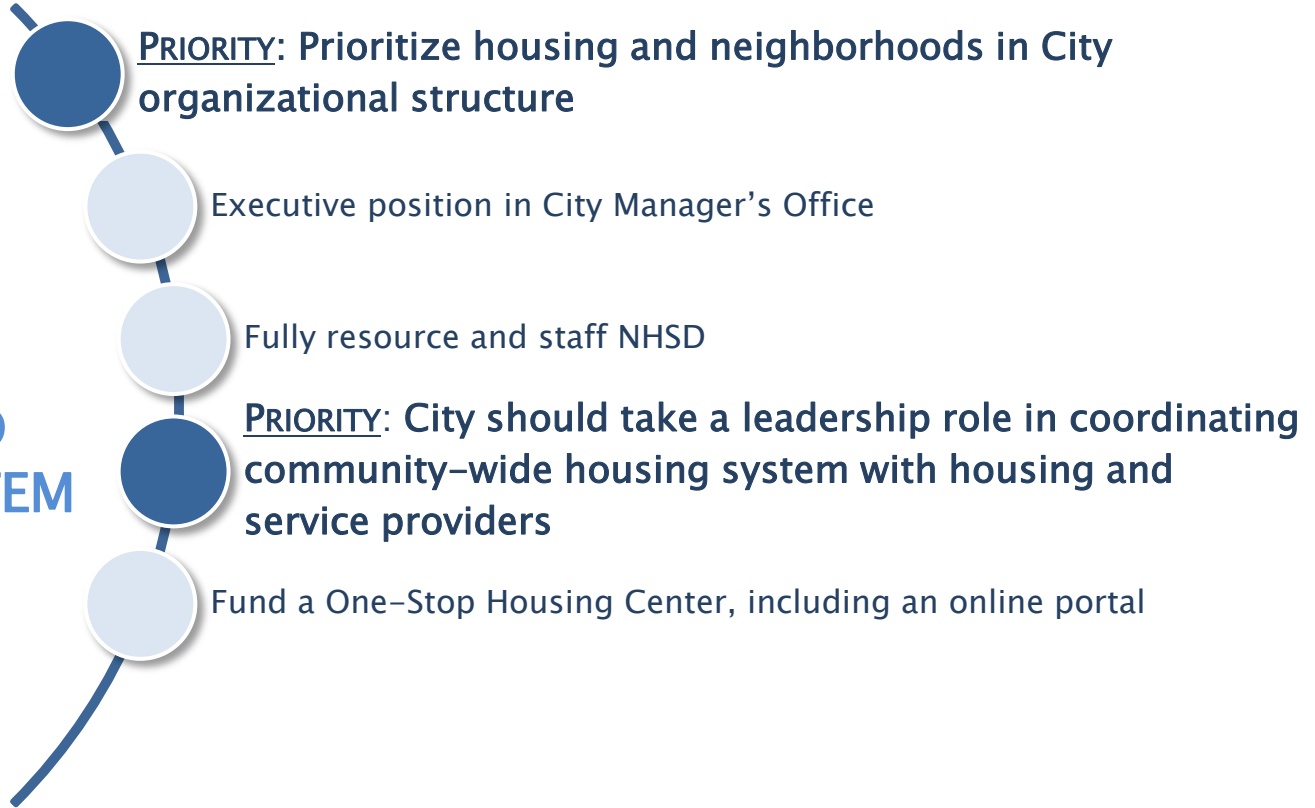 PRIORITY: Prioritize housing and neighborhoods in City
organizational structure
Executive position in City Manager’s Office
Fully resource and staff NHSD
PRIORITY: City should take a leadership role in coordinating
community-wide housing system with housing and
service providers
Fund a One-Stop Housing Center, including an online portal